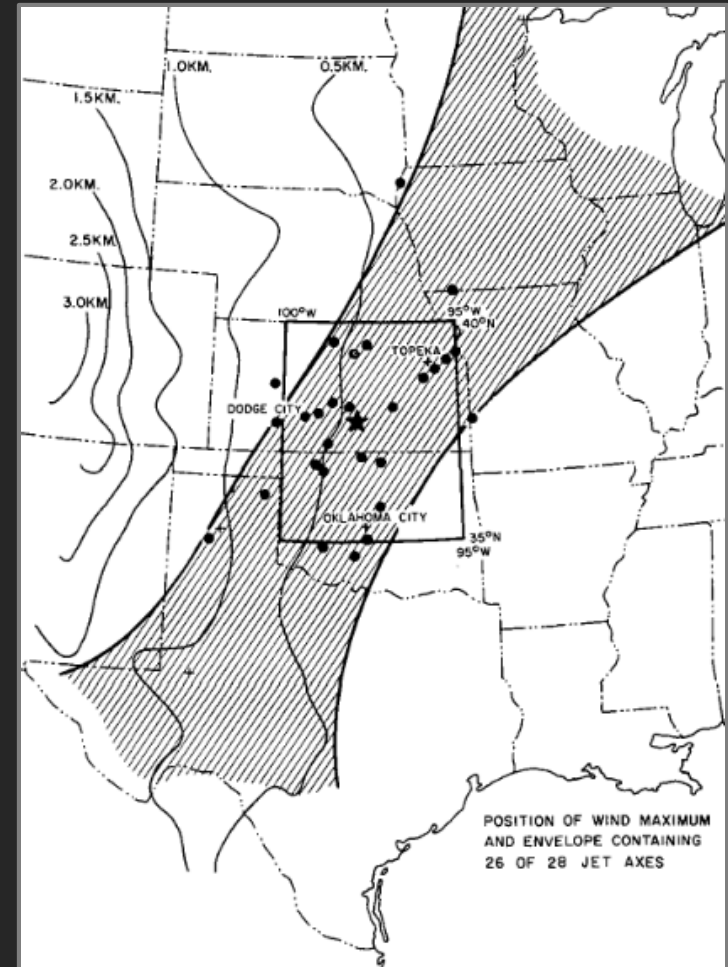 1.0KM.
0.5KM.
1.5KM.
2.0KM.
2.5KM.
3.0KM.
100°W
95°W
40°N
TOPEKA
DODGE CITY
OKLAHOMA CITY
35°N
95°W
POSITION OF WIND MAXIMUM
AND ENVELOPE CONTAINING
26 OF 28 JET AXES